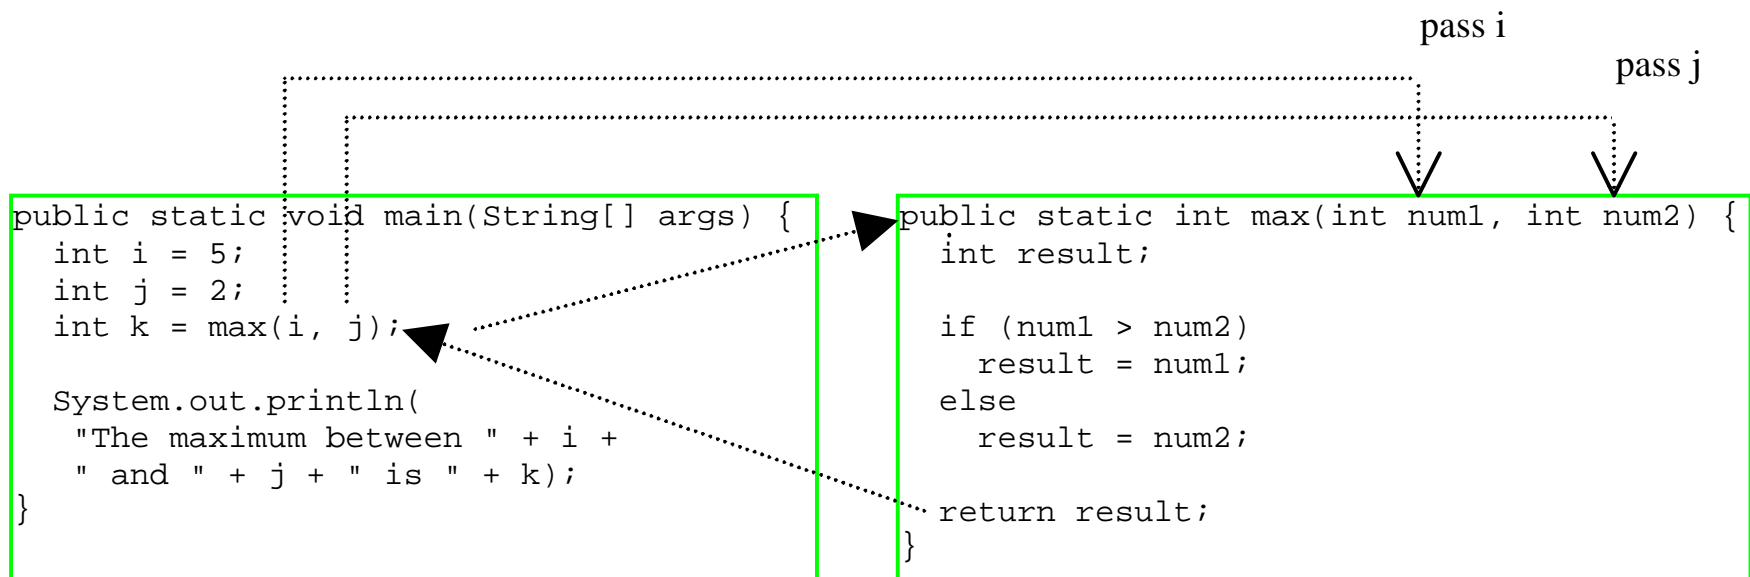 pass i
pass j
public static void main(String[] args) {
int i = 5;
int j = 2;
int k = max(i, j);
System.out.println(
"The maximum between " + i +
" and " + j + " is " + k);
}
public static int max(int num1, int num2) {
int result;
if (num1 > num2)
result = num1;
else
result = num2;
return result;
}